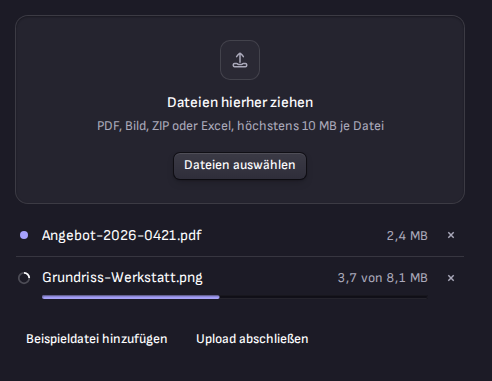 Dateien hierher ziehen
PDF, Bild, ZIP oder Excel, höchstens 10 MB je Datei
Dateien auswählen
Angebot-2026-0421.pdf 2,4 MB ×
Grundriss-Werkstatt.png 3,7 von 8,1 MB ×
Beispieldatei hinzufügen Upload abschließen